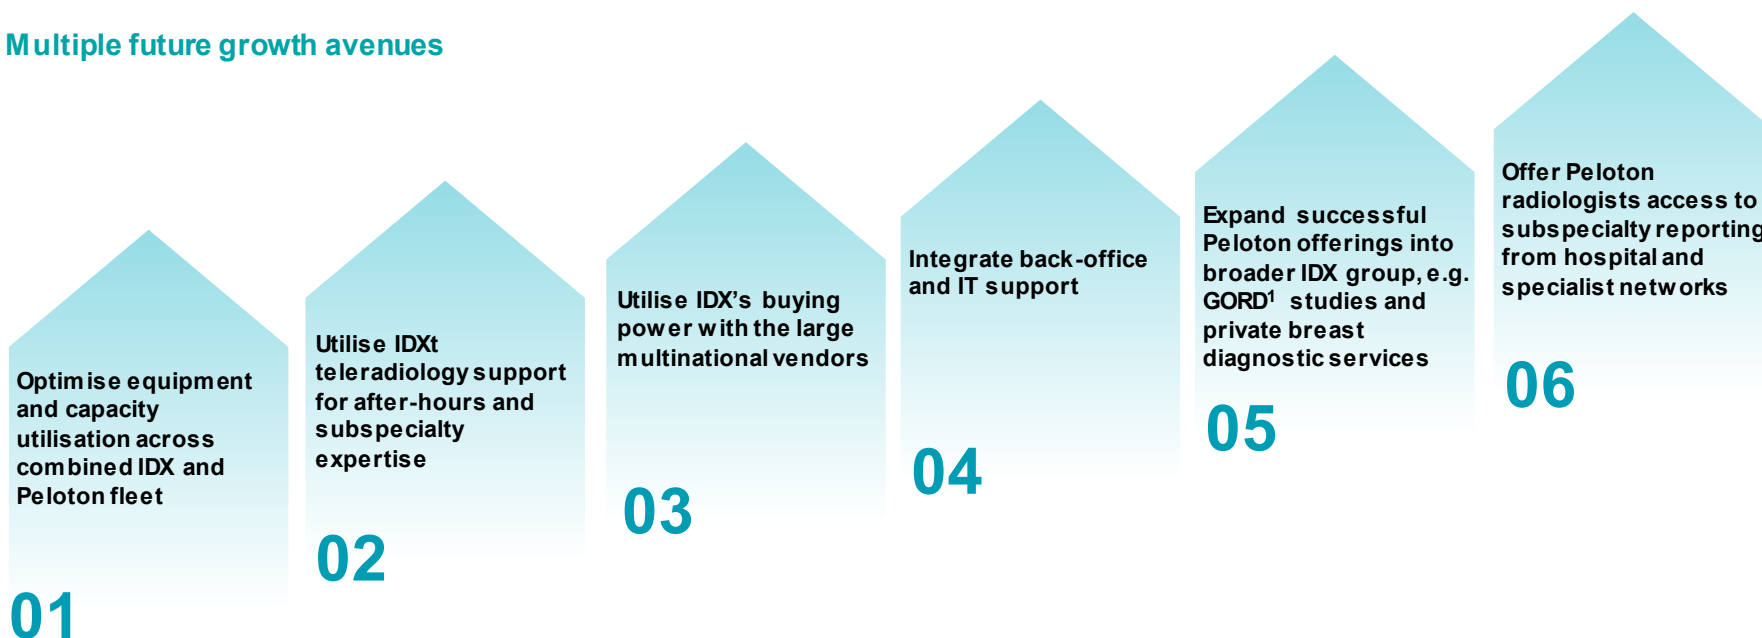 Multiple future growth avenues
Optimise equipment
and capacity
utilisation across
combined IDX and
Peloton fleet
01
Utilise IDXt
teleradiology support
for after-hours and
subspecialty
expertise
02
Utilise IDX's buying
power with the large
multinational vendors
03
Integrate back-office
and IT support
04
Expand successful
Peloton offerings into
broader IDX group, e.g.
GORD¹ studies and
private breast
diagnostic services
05
Offer Peloton
radiologists access to
subspecialty reporting
from hospital and
specialist networks
06